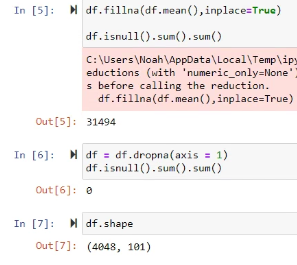 In [5]: df.fillna(df.mean(),inplace=True)
df.isnull().sum().sum()
C:\Users\Noah\AppData\Local\Temp\ipy
eductions (with 'numeric_only=None')
s before calling the reduction.
df.fillna(df.mean(),inplace=True)
Out[5]: 31494
In [6]: df = df.dropna(axis = 1)
df.isnull().sum().sum()
Out[6]: 0
In [7]: df.shape
Out[7]: (4048, 101)